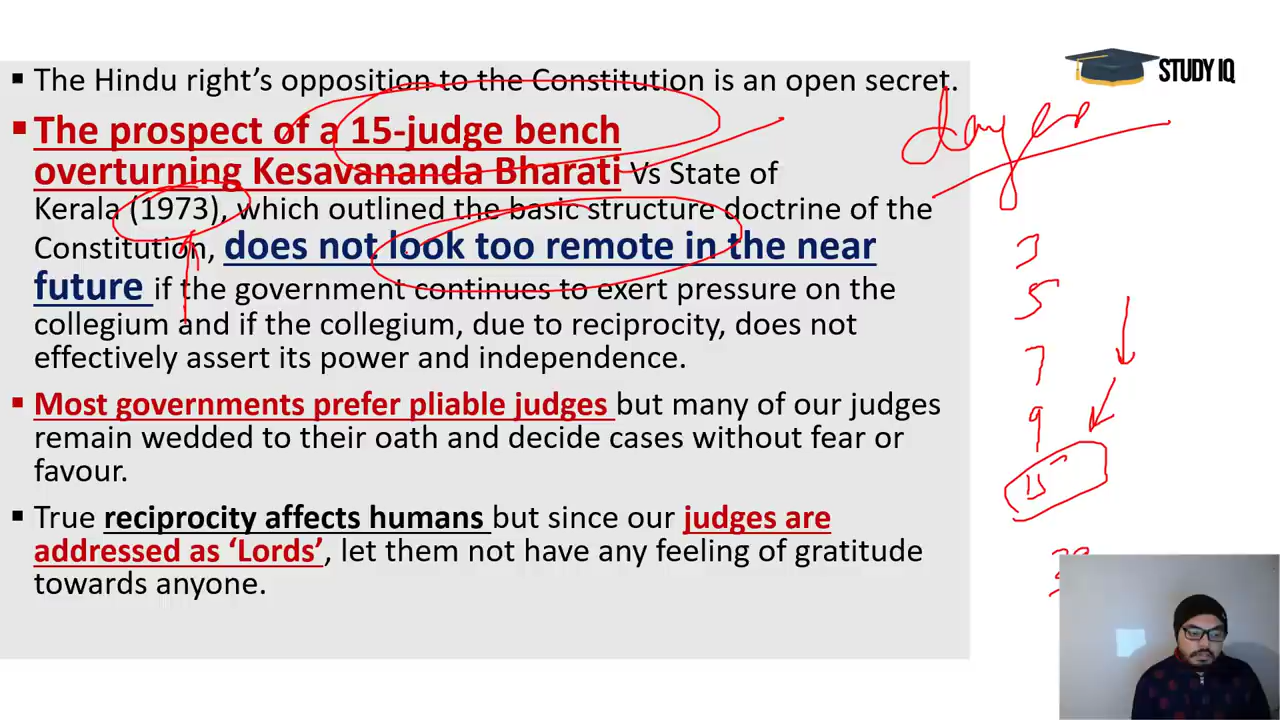 ▪ The Hindu right's opposition to the Constitution is an open secret.
▪ The prospect of a 15-judge bench
overturning Kesavananda Bharati Vs State of
Kerala (1973), which outlined the basic structure doctrine of the
Constitution, does not look too remote in the near
future if the government continues to exert pressure on the
collegium and if the collegium, due to reciprocity, does not
effectively assert its power and independence.
▪ Most governments prefer pliable judges but many of our judges
remain wedded to their oath and decide cases without fear or
favour.
▪ True reciprocity affects humans but since our judges are
addressed as 'Lords', let them not have any feeling of gratitude
towards anyone.
STUDY IQ
3
5
7
9
15